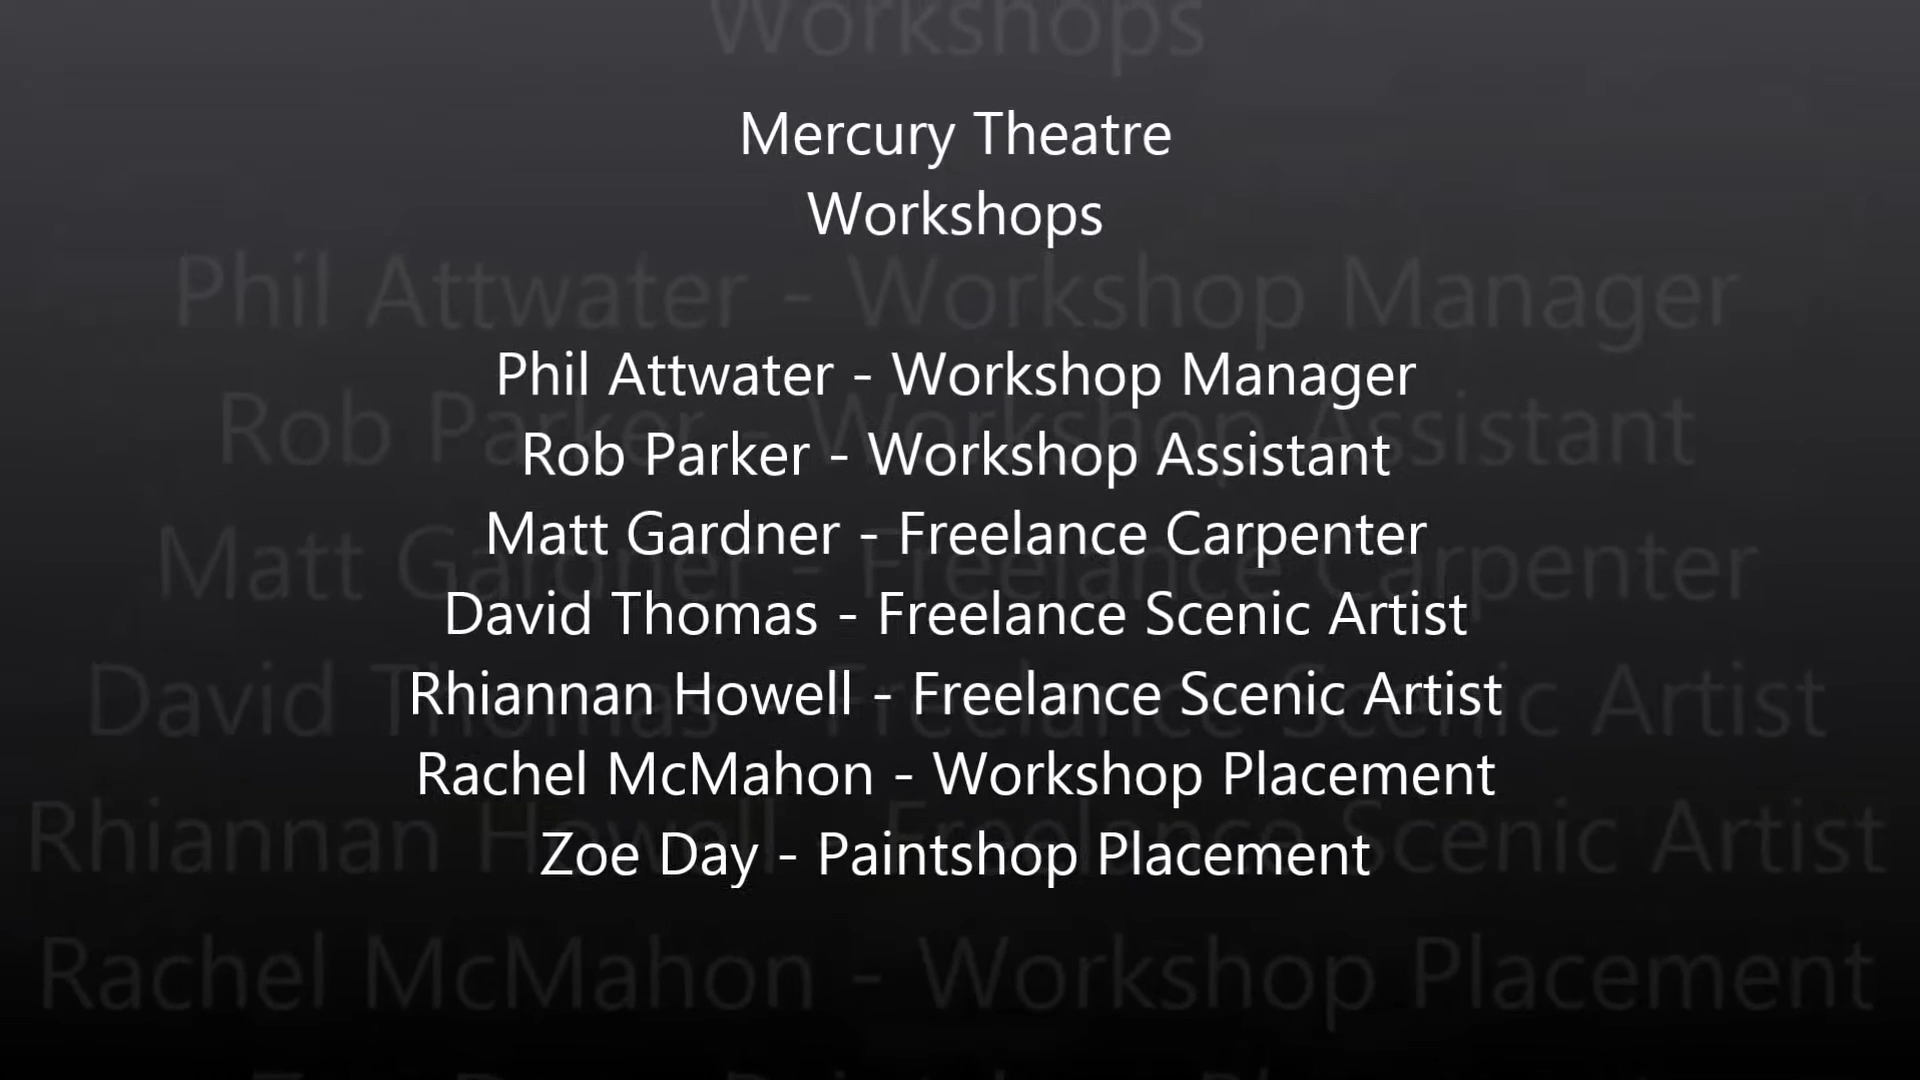 Mercury Theatre
Workshops
Phil Attwater - Workshop Manager
Rob Parker - Workshop Assistant
Matt Gardner - Freelance Carpenter
David Thomas - Freelance Scenic Artist
Rhiannan Howell - Freelance Scenic Artist
Rachel McMahon - Workshop Placement
Zoe Day - Paintshop Placement